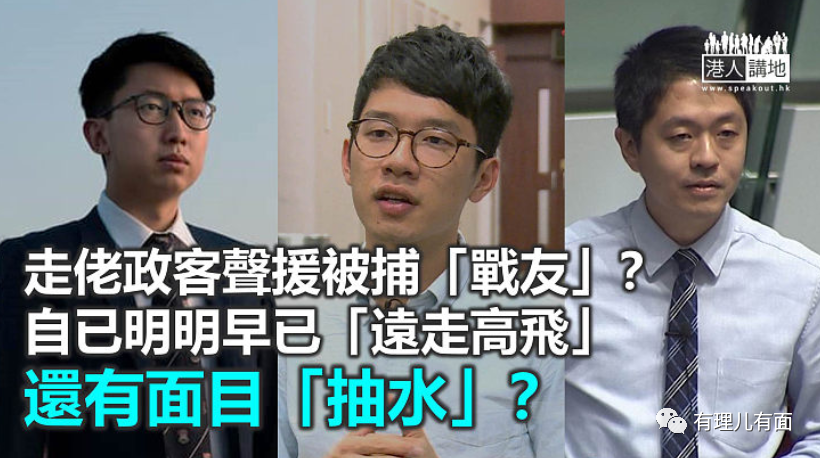 港人講地
www.speakout.hk
走佬政客聲援被捕「戰友」？
自已明明早已「遠走高飛」
還有面目「抽水」？
有理儿有面